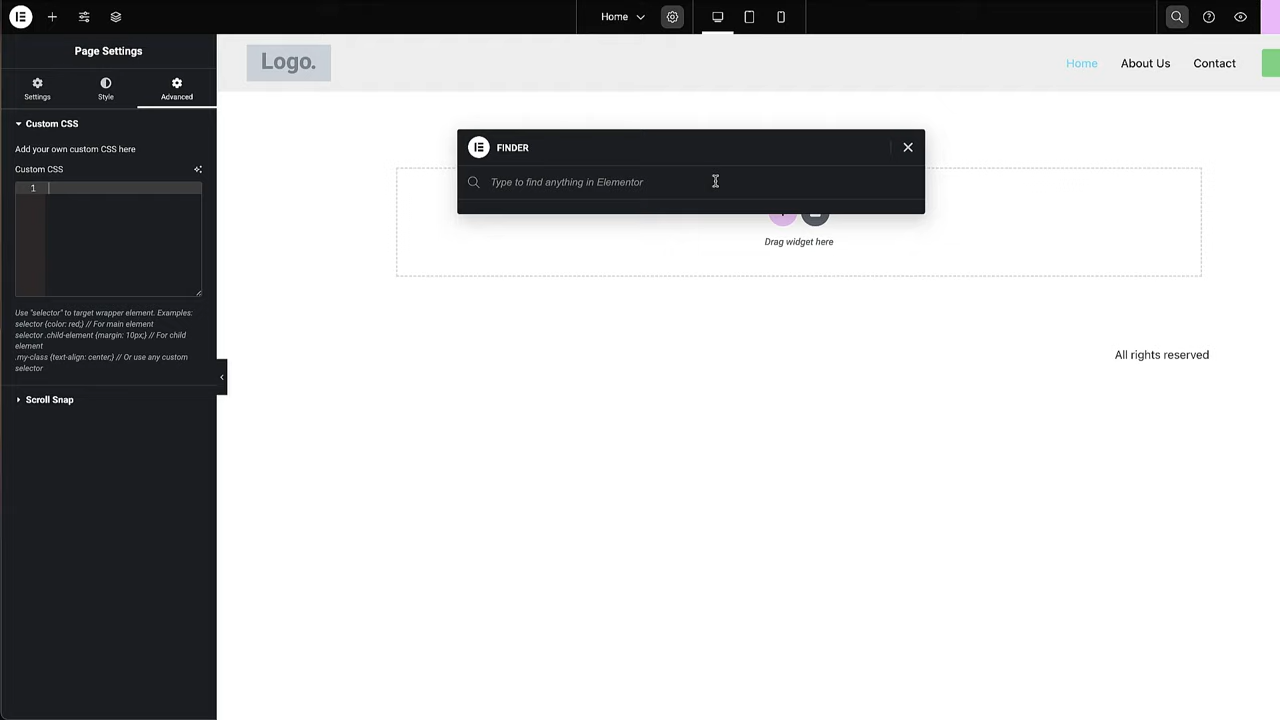 Home
Page Settings
Settings
Style
Advanced
Custom CSS
Add your own custom CSS here
Custom CSS
1
Use "selector" to target wrapper element. Examples:
selector {color: red;} // For main element
selector .child-element {margin: 10px;} // For child
element
.my-class {text-align: center;} // Or use any custom
selector
Scroll Snap
Logo.
Home
About Us
Contact
FINDER
Type to find anything in Elementor
Drag widget here
All rights reserved